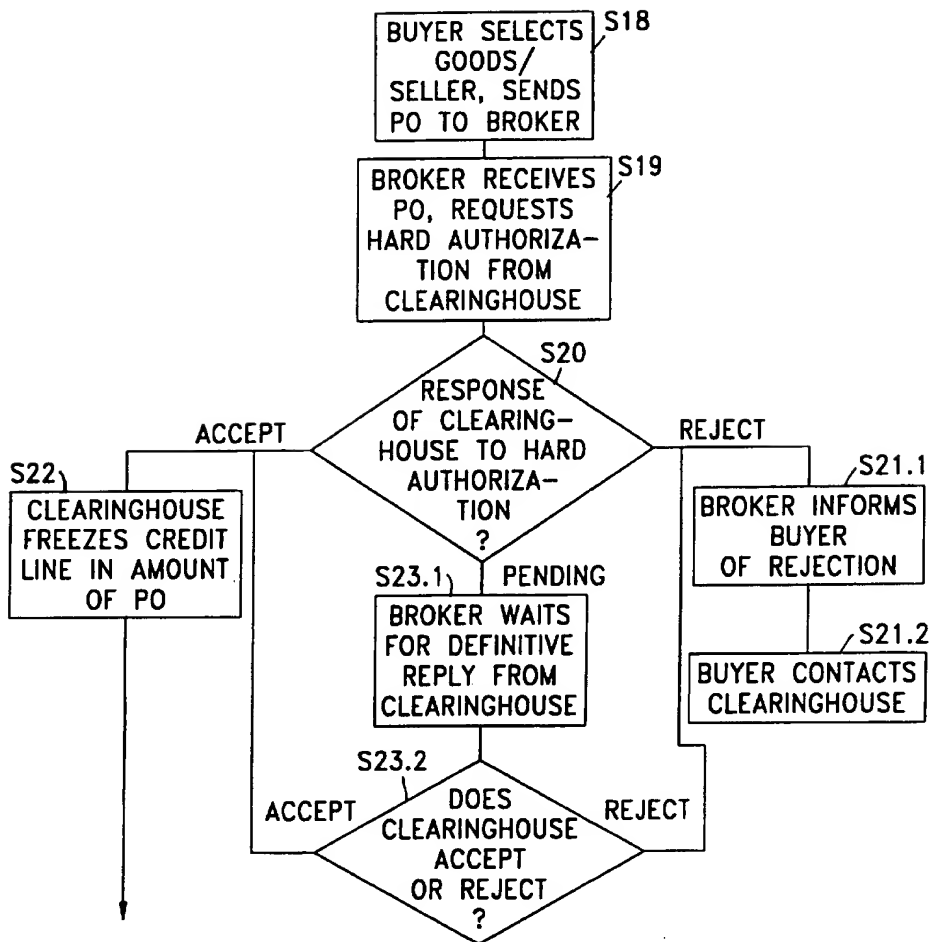 BUYER SELECTS
GOODS/
SELLER, SENDS
PO TO BROKER
S18
BROKER RECEIVES
PO, REQUESTS
HARD AUTHORIZA-
TION FROM
CLEARINGHOUSE
S19
S20
RESPONSE
OF CLEARING-
HOUSE TO HARD
AUTHORIZA-
TION
?
ACCEPT
REJECT
S22
CLEARINGHOUSE
FREEZES CREDIT
LINE IN AMOUNT
OF PO
S21.1
BROKER INFORMS
BUYER
OF REJECTION
S21.2
BUYER CONTACTS
CLEARINGHOUSE
PENDING
S23.1
BROKER WAITS
FOR DEFINITIVE
REPLY FROM
CLEARINGHOUSE
S23.2
ACCEPT
DOES
CLEARINGHOUSE
ACCEPT
OR REJECT
?
REJECT